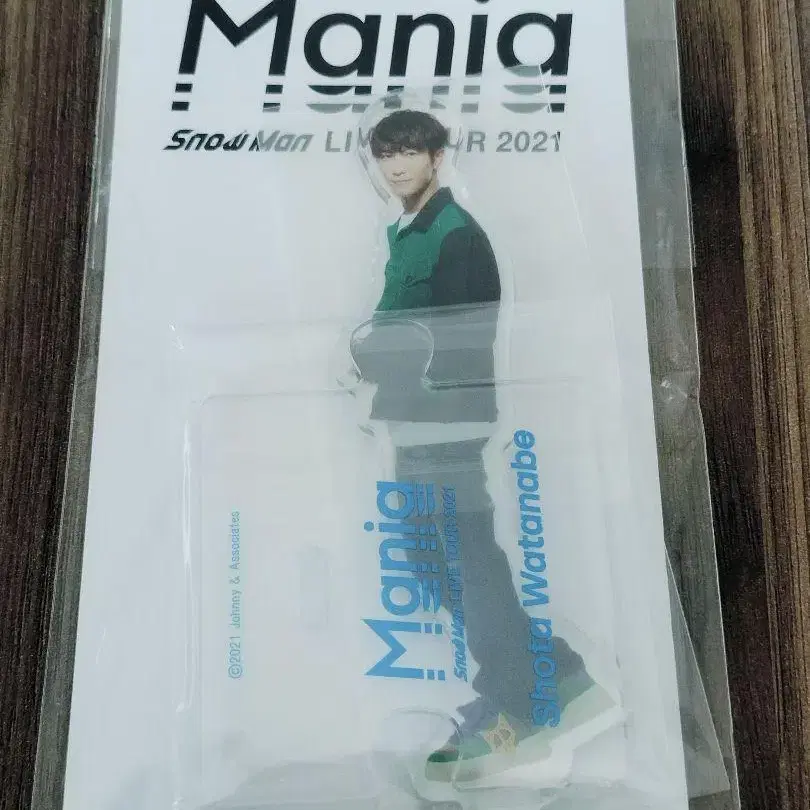 Mania
Snow Man LIVE TOUR 2021
©2021 Johnny & Associates
Mania
Snow Man LIVE TOUR 2021
Shota Watanabe